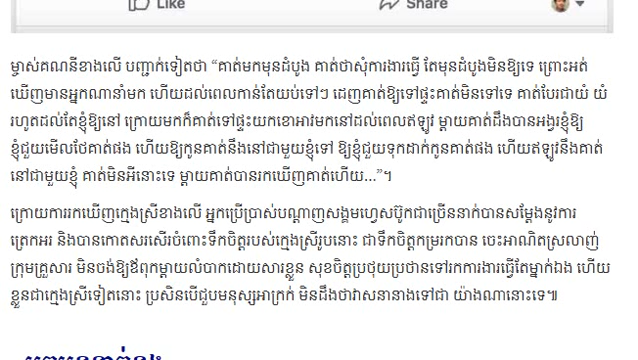 Like Share
ម្ចាស់គណនីខាងលើ បញ្ជាក់ទៀតថា “គាត់មកមុនដំបូង គាត់ថាសុំការងារធ្វើ តែមុនដំបូងមិនឱ្យទេ ព្រោះអត់
ឃើញមានអ្នកណានាំមក ហើយដល់ពេលកាន់តែយប់ទៅៗ ដេញគាត់ឱ្យទៅផ្ទះគាត់មិនទៅទេ គាត់បែរជាយំ យំ
រហូតដល់តែខ្ញុំឱ្យនៅ ក្រោយមកក៏គាត់ទៅផ្ទះយកខោអាវមកនៅដល់ពេលឥឡូវ ម្ដាយគាត់ដឹងបានអង្វរខ្ញុំឱ្យ
ខ្ញុំជួយមើលថែគាត់ផង ហើយឱ្យកូនគាត់នឹងនៅជាមួយខ្ញុំទៅ ឱ្យខ្ញុំជួយទុកដាក់កូនគាត់ផង ហើយឥឡូវនឹងគាត់
នៅជាមួយខ្ញុំ គាត់មិនអីនោះទេ ម្ដាយគាត់បានរកឃើញគាត់ហើយ...”។
ក្រោយការរកឃើញក្មេងស្រីខាងលើ អ្នកប្រើប្រាស់បណ្ដាញសង្គមហ្វេសប៊ុកជាច្រើននាក់បានសម្ដែងនូវការ
ត្រេកអរ និងបានកោតសរសើរចំពោះទឹកចិត្តរបស់ក្មេងស្រីរូបនោះ ជាទឹកចិត្តកម្ររកបាន ចេះអាណិតស្រលាញ់
ក្រុមគ្រួសារ មិនចង់ឱ្យឪពុកម្ដាយលំបាកដោយសារខ្លួន សុខចិត្តប្រថុយប្រថានទៅរកការងារធ្វើតែម្នាក់ឯង ហើយ
ខ្លួនជាក្មេងស្រីទៀតនោះ ប្រសិនបើជួបមនុស្សអាក្រក់ មិនដឹងថាវាសនានាងទៅជា យ៉ាងណានោះទេ៕